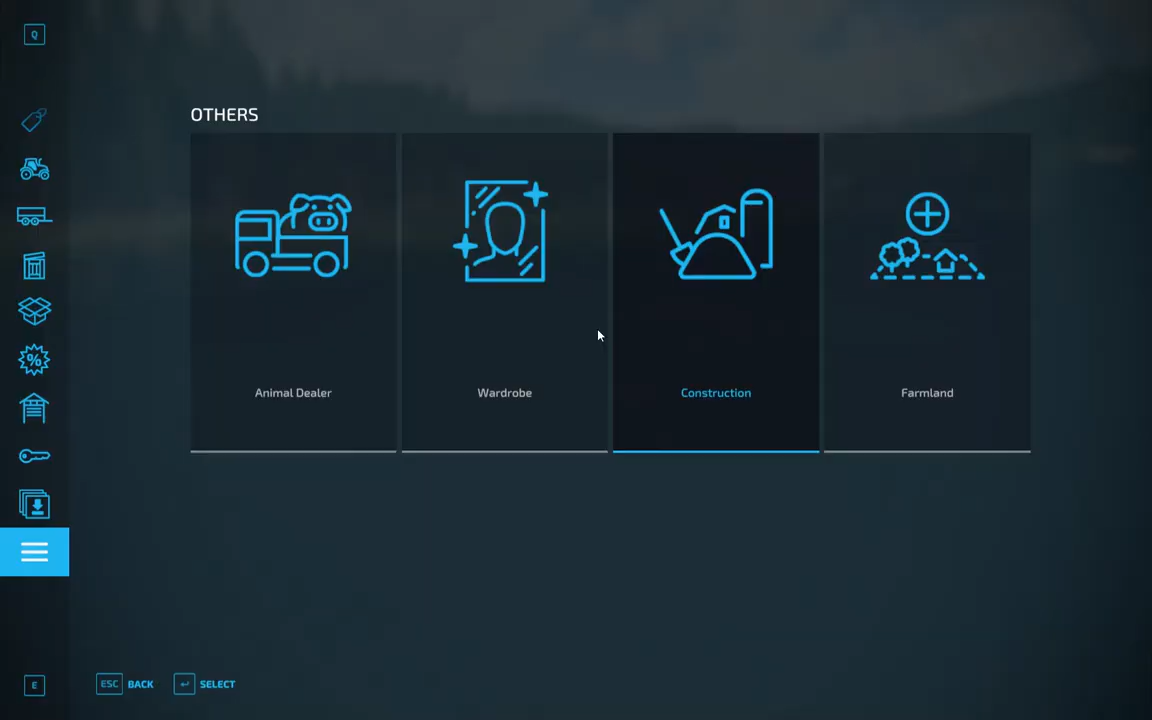 Q
OTHERS
Animal Dealer
Wardrobe
Construction
Farmland
%
E
ESC BACK
↵ SELECT